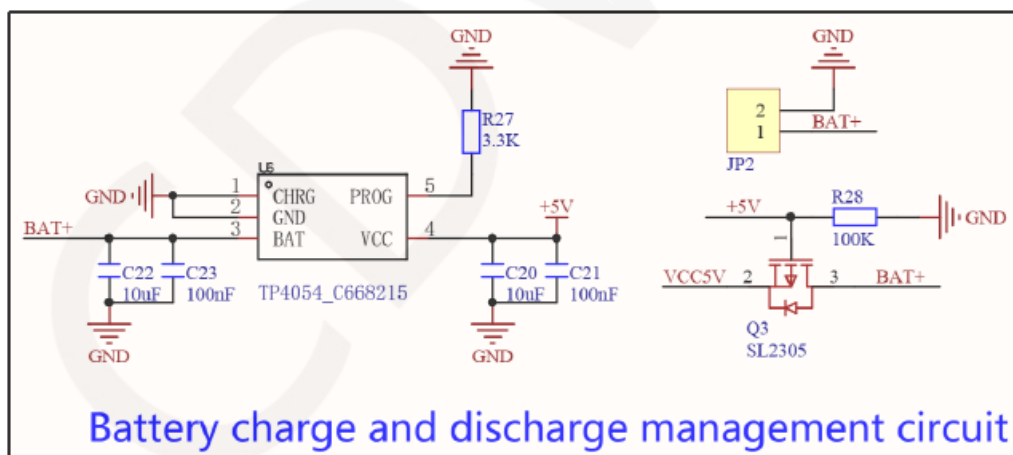 GND
R27
3.3K
U6
GND
1
2
3
CHRG
GND
BAT
PROG
VCC
5
4
BAT+
+5V
C22
10uF
C23
100nF
TP4054_C668215
C20
10uF
C21
100nF
GND
GND
GND
2
1
BAT+
JP2
+5V
R28
100K
GND
1
VCC5V
2
3
BAT+
Q3
SL2305
Battery charge and discharge management circuit